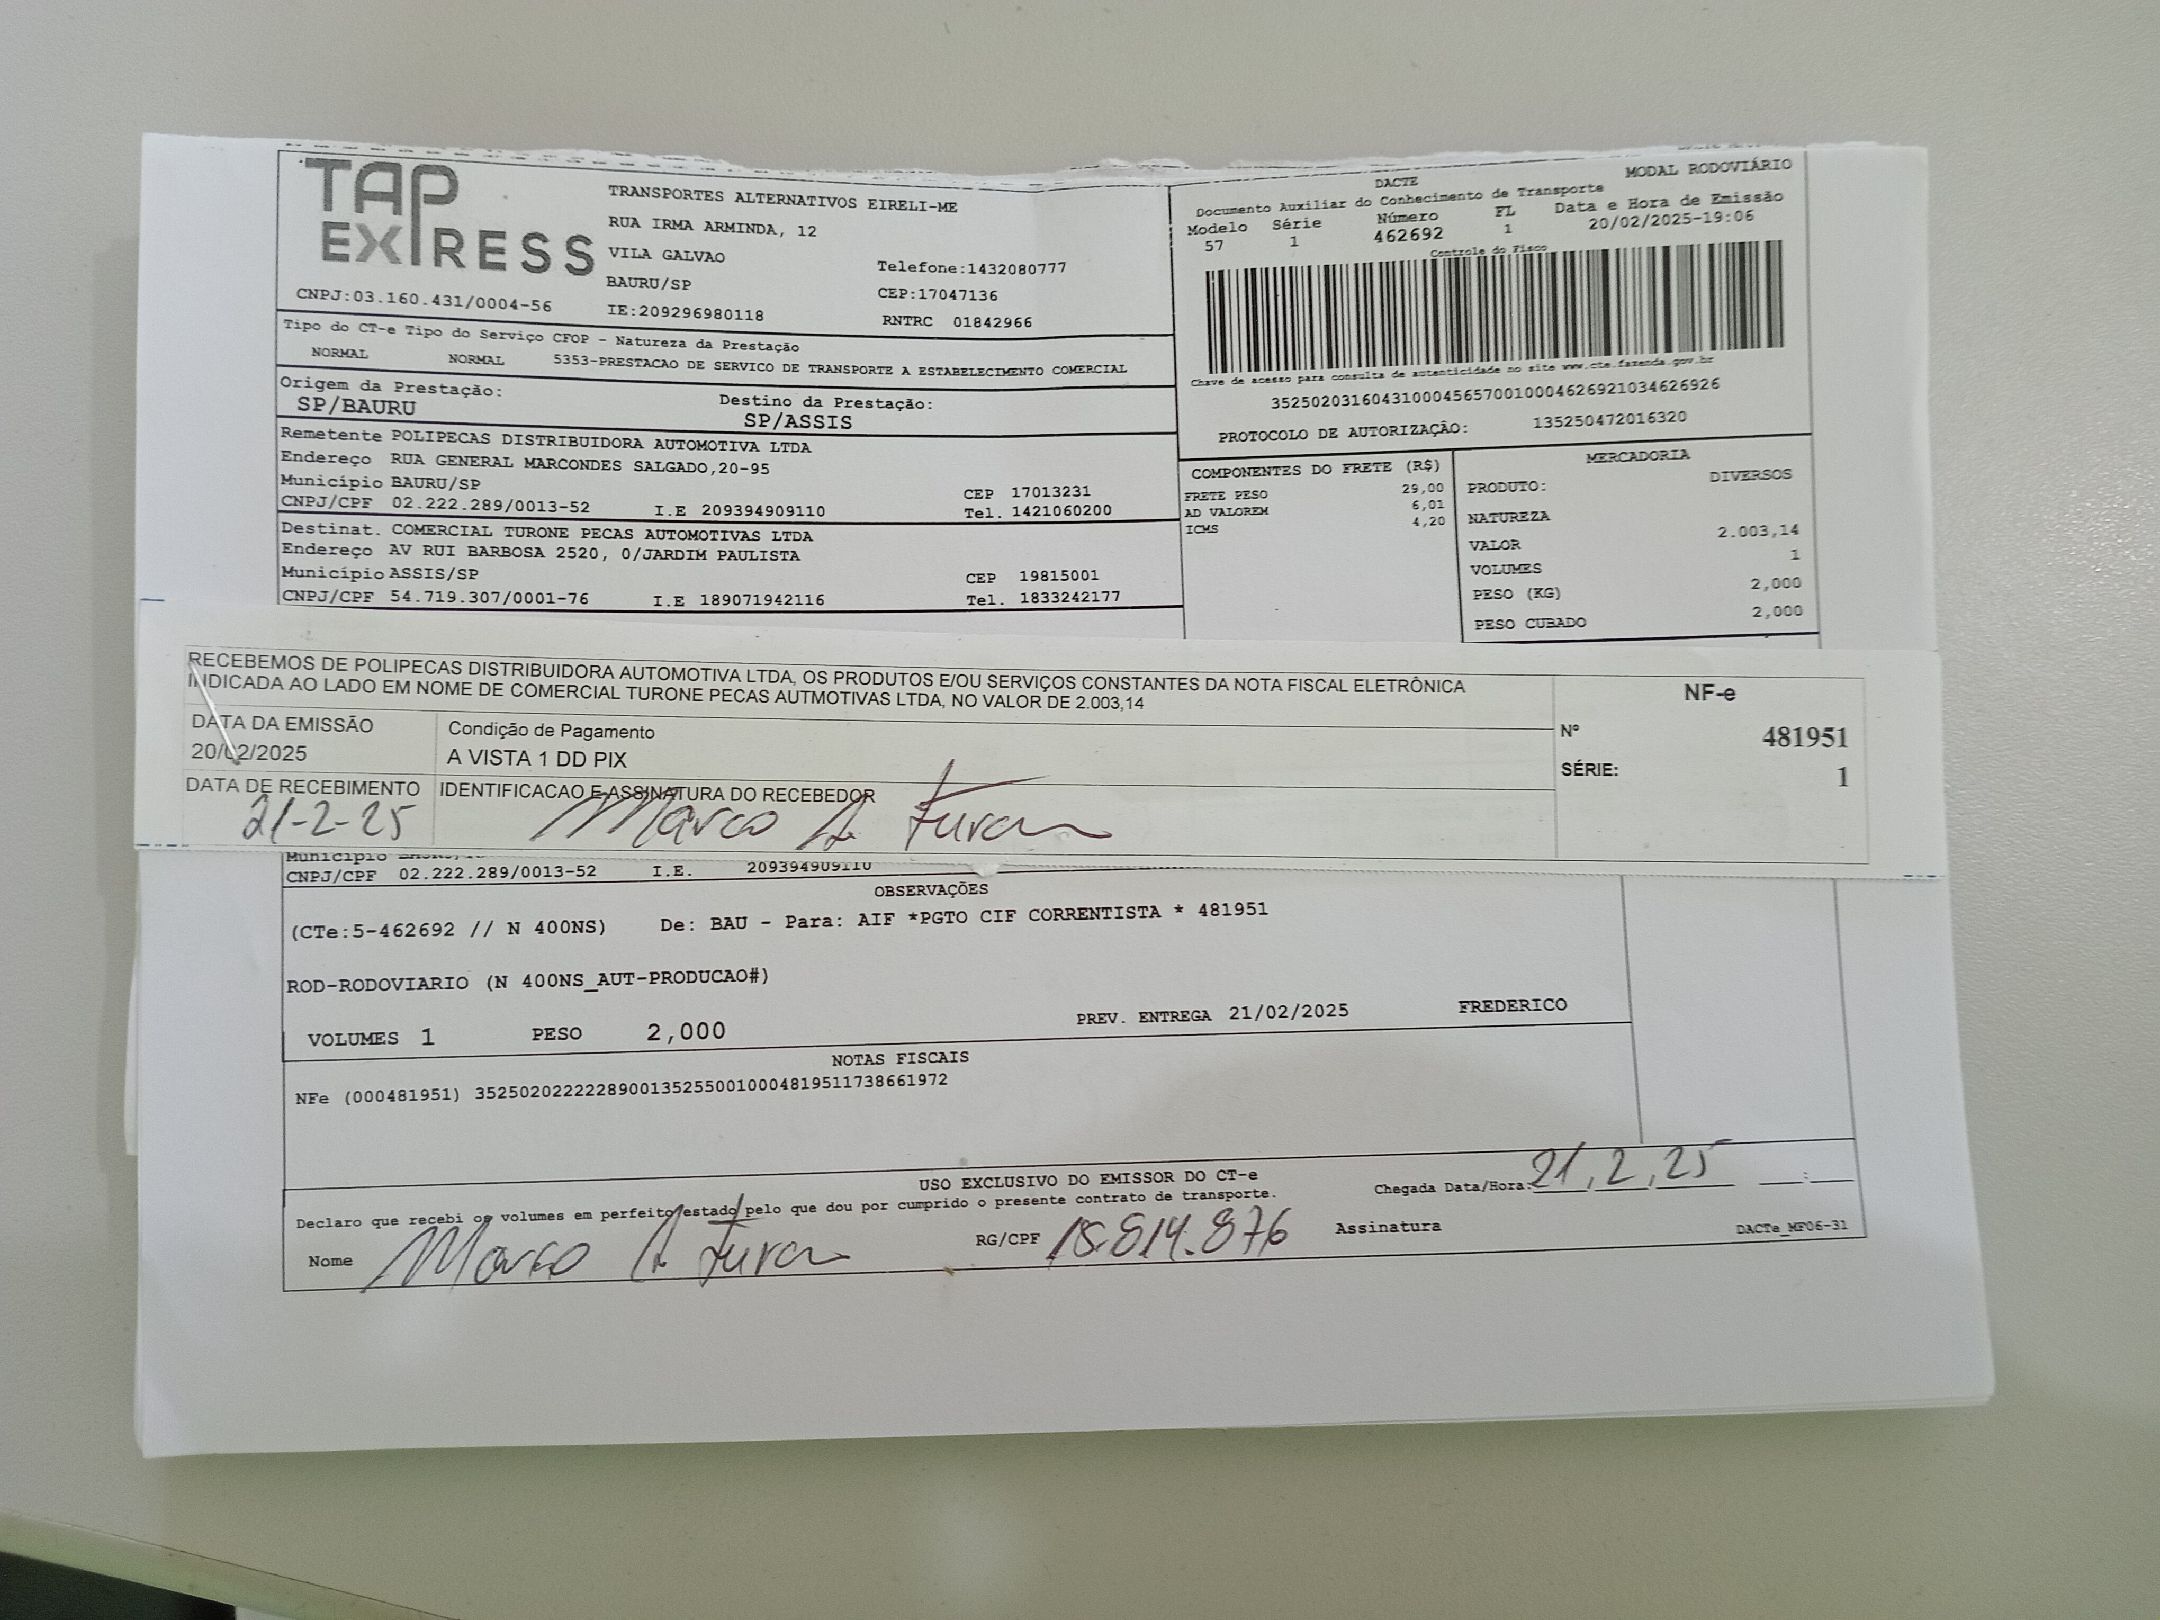 TAP
EXPRESS
CNPJ:03.160.431/0004-56
TRANSPORTES ALTERNATIVOS EIRELI-ME
RUA IRMA ARMINDA, 12
VILA GALVAO
BAURU/SP
IE:209296980118
Telefone:1432080777
CEP:17047136
RNTRC 01842966
DACTE
MODAL RODOVIÁRIO
Documento Auxiliar do Conhecimento de Transporte
Modelo Série Número FL Data e Hora de Emissão
57 1 462692 1 20/02/2025-19:06
Controle do Fisco
Chave de acesso para consulta de autenticidade no site www.cte.fazenda.gov.br
35250203160431000456570010004626921034626926
PROTOCOLO DE AUTORIZAÇÃO: 135250472016320
Tipo do CT-e Tipo do Serviço CFOP - Natureza da Prestação
NORMAL NORMAL 5353-PRESTACAO DE SERVICO DE TRANSPORTE A ESTABELECIMENTO COMERCIAL
Origem da Prestação: Destino da Prestação:
SP/BAURU SP/ASSIS
Remetente POLIPECAS DISTRIBUIDORA AUTOMOTIVA LTDA
Endereço RUA GENERAL MARCONDES SALGADO,20-95
Município BAURU/SP CEP 17013231
CNPJ/CPF 02.222.289/0013-52 I.E 209394909110 Tel. 1421060200
Destinat. COMERCIAL TURONE PECAS AUTOMOTIVAS LTDA
Endereço AV RUI BARBOSA 2520, 0/JARDIM PAULISTA
Município ASSIS/SP CEP 19815001
CNPJ/CPF 54.719.307/0001-76 I.E 189071942116 Tel. 1833242177
COMPONENTES DO FRETE (R$)
FRETE PESO 29,00
AD VALOREM 6,01
ICMS 4,20
MERCADORIA
PRODUTO: DIVERSOS
NATUREZA
VALOR 2.003,14
VOLUMES 1
PESO (KG) 2,000
PESO CUBADO 2,000
RECEBEMOS DE POLIPECAS DISTRIBUIDORA AUTOMOTIVA LTDA, OS PRODUTOS E/OU SERVIÇOS CONSTANTES DA NOTA FISCAL ELETRÔNICA
INDICADA AO LADO EM NOME DE COMERCIAL TURONE PECAS AUTMOTIVAS LTDA, NO VALOR DE 2.003,14
DATA DA EMISSÃO
20/02/2025
Condição de Pagamento
A VISTA 1 DD PIX
DATA DE RECEBIMENTO
21-2-25
IDENTIFICACAO E ASSINATURA DO RECEBEDOR
Marco A
NF-e
Nº 481951
SÉRIE: 1
Município
CNPJ/CPF 02.222.289/0013-52 I.E. 209394909110
OBSERVAÇÕES
(CTe:5-462692 // N 400NS) De: BAU - Para: AIF *PGTO CIF CORRENTISTA * 481951
ROD-RODOVIARIO (N 400NS_AUT-PRODUCAO#)
VOLUMES 1 PESO 2,000 PREV. ENTREGA 21/02/2025 FREDERICO
NOTAS FISCAIS
NFe (000481951) 35250202222289001352550010004819511738661972
USO EXCLUSIVO DO EMISSOR DO CT-e
Declaro que recebi os volumes em perfeito estado pelo que dou por cumprido o presente contrato de transporte.
Chegada Data/Hora: 21,2,25 :
Nome Marco A RG/CPF 15.814.876 Assinatura
DACTe_MF06-31